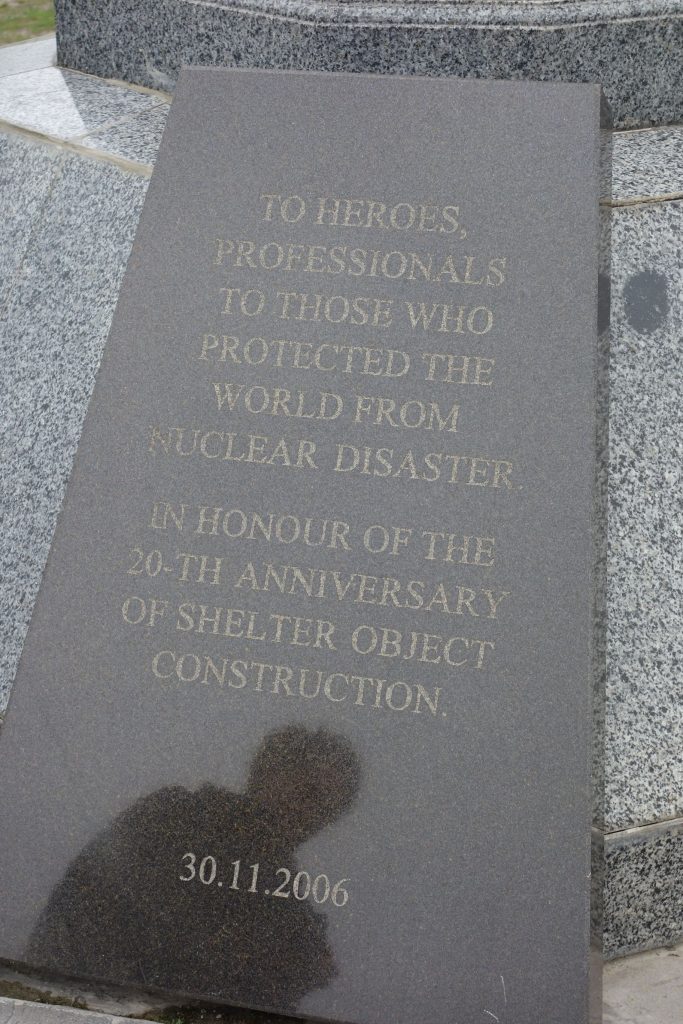 TO HEROES,
PROFESSIONALS
TO THOSE WHO
PROTECTED THE
WORLD FROM
NUCLEAR DISASTER.
IN HONOUR OF THE
20-TH ANNIVERSARY
OF SHELTER OBJECT
CONSTRUCTION.
30.11.2006